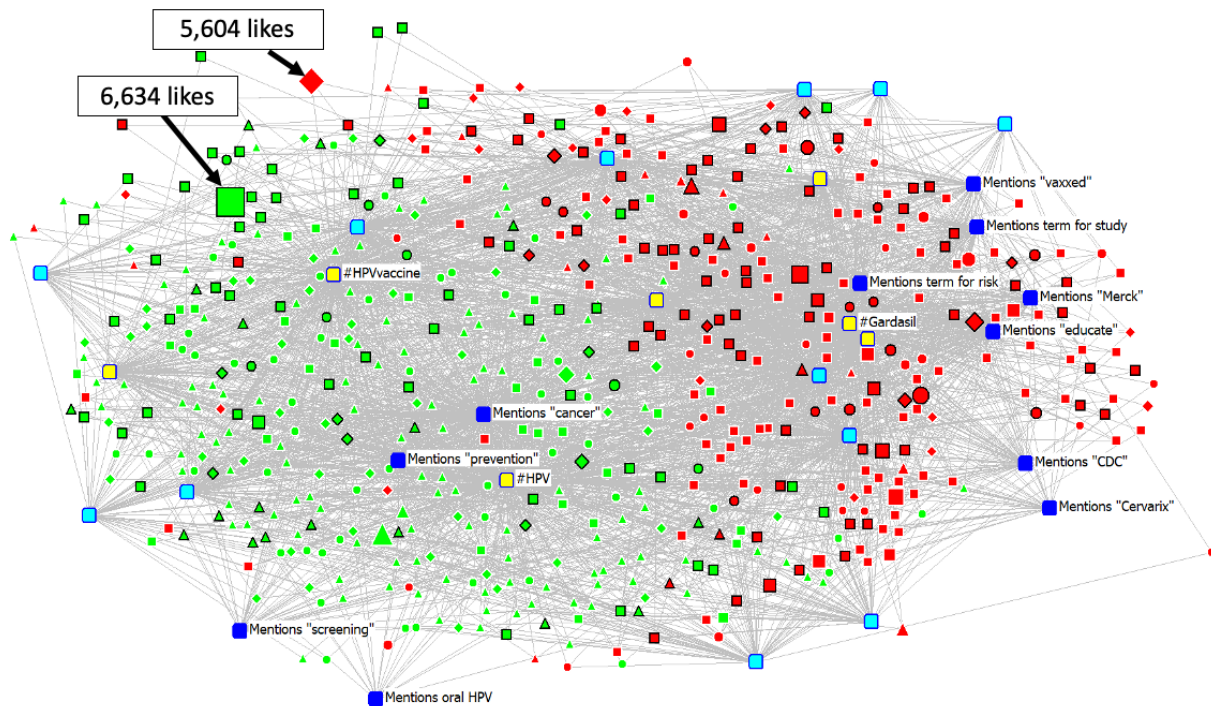 5,604 likes
6,634 likes
Mentions "vaxxed"
Mentions term for study
#HPVvaccine
Mentions term for risk
Mentions "Merck"
#Gardasil
Mentions "educate"
Mentions "cancer"
Mentions "prevention"
#HPV
Mentions "CDC"
Mentions "Cervarix"
Mentions "screening"
Mentions oral HPV